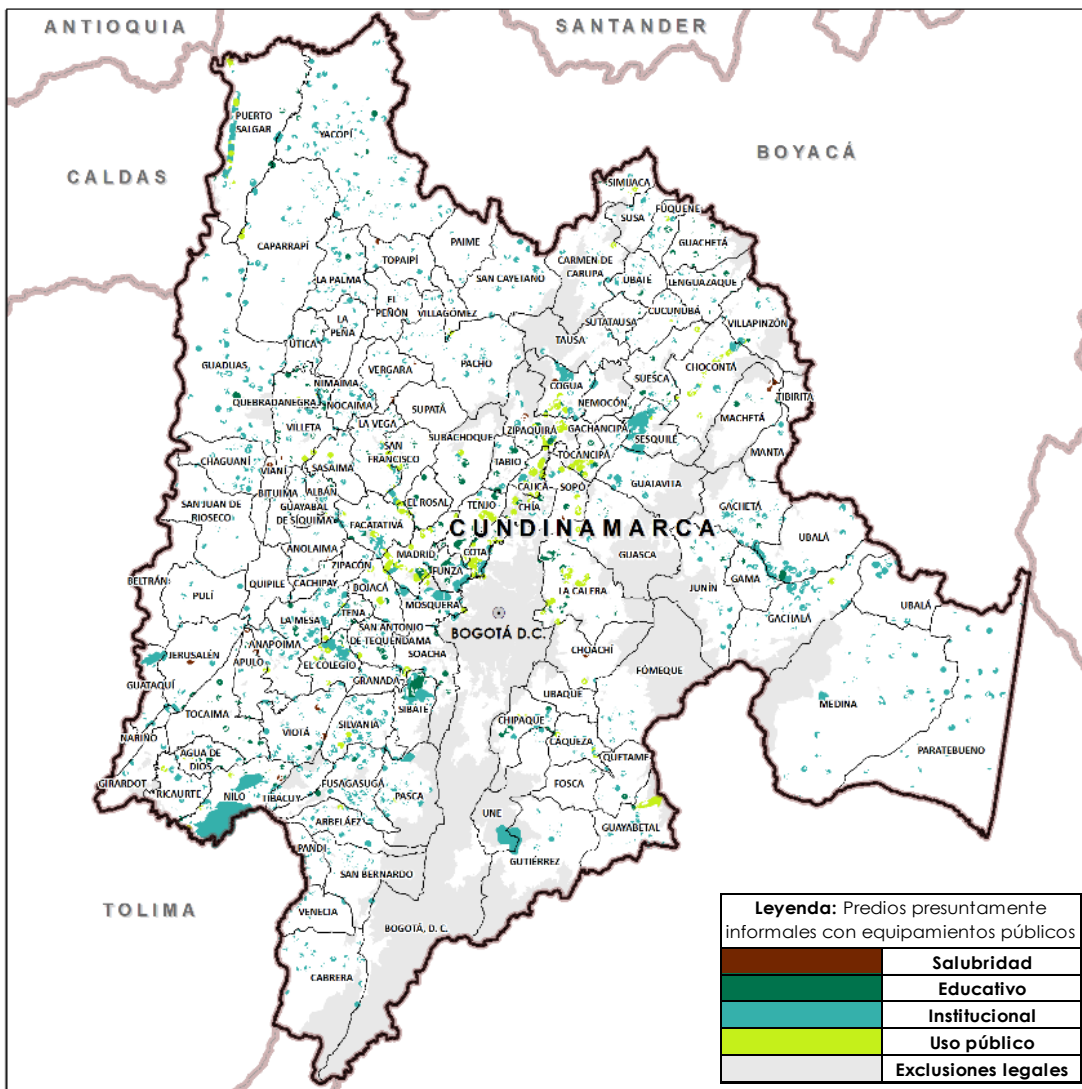 ANTIOQUIA
SANTANDER
BOYACÁ
CALDAS
TOLIMA
PUERTO
SALGAR
YACOPÍ
CAPARRAPÍ
TOPAIPÍ
PAIME
LA PALMA
SAN CAYETANO
EL
PEÑÓN
VILLAGÓMEZ
LA
PEÑA
ÚTICA
GUADUAS
VERGARA
PACHO
NIMAIMA
QUEBRADANEGRA
NOCAIMA
SUPATÁ
VILLETA
LA VEGA
SIMIJACA
SUSA
FÚQUENE
GUACHETÁ
CARMEN DE
CARUPA
UBATÉ
LENGUAZAQUE
CUCUNUBÁ
SUTATAUSA
VILLAPINZÓN
TAUSA
CHOCONTÁ
COGUA
SUESCA
TIBIRITA
NEMOCÓN
MACHETÁ
SUBACHOQUE
ZIPAQUIRÁ
GACHANCIPÁ
SESQUILÉ
MANTA
SAN
FRANCISCO
TABIO
TOCANCIPÁ
CHAGUANÍ
VIANÍ
SASAIMA
CAJICÁ
SOPÓ
GUATAVITA
BITUIMA
ALBÁN
SAN JUAN DE
RIOSECO
GUAYABAL
DE SÍQUIMA
EL ROSAL
TENJO
CHÍA
GACHETÁ
FACATATIVÁ
CUNDINAMARCA
UBALÁ
ANOLAIMA
MADRID
COTA
GUASCA
ZIPACÓN
FUNZA
BELTRÁN
QUIPILE
CACHIPAY
BOJACÁ
GAMA
PULÍ
MOSQUERA
LA CALERA
JUNÍN
UBALÁ
LA MESA
TENA
GACHALÁ
SAN ANTONIO
DE TEQUENDAMA
BOGOTÁ D.C.
ANAPOIMA
JERUSALÉN
APULO
EL COLEGIO
SOACHA
CHOACHÍ
FÓMEQUE
GUATAQUÍ
GRANADA
UBAQUE
MEDINA
SIBATÉ
TOCAIMA
VIOTÁ
SILVANIA
CHIPAQUE
NARIÑO
CÁQUEZA
PARATEBUENO
AGUA DE
DIOS
QUETAME
GIRARDOT
RICAURTE
NILO
TIBACUY
FUSAGASUGÁ
PASCA
FOSCA
UNE
ARBELÁEZ
GUAYABETAL
PANDI
GUTIÉRREZ
SAN BERNARDO
VENECIA
BOGOTÁ, D. C.
CABRERA
Leyenda: Predios presuntamente
informales con equipamientos públicos
Salubridad
Educativo
Institucional
Uso público
Exclusiones legales